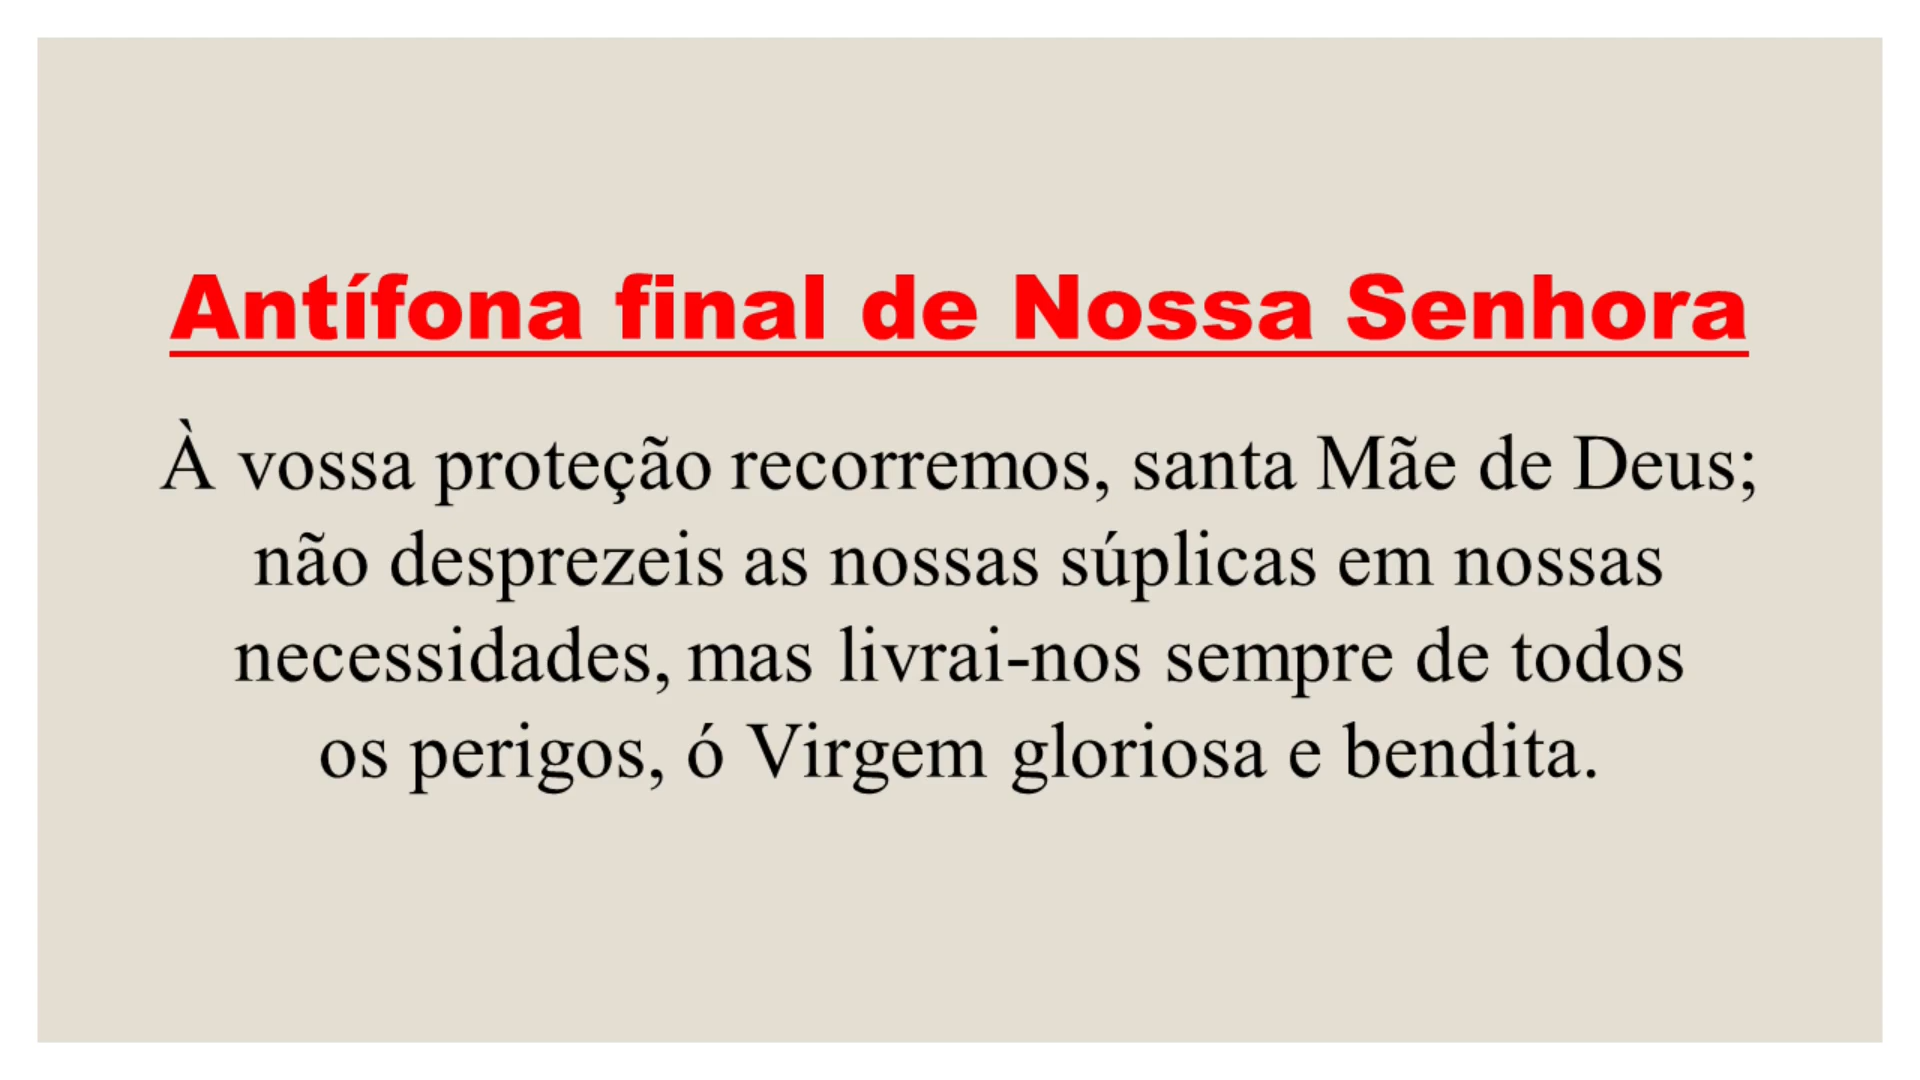 Antífona final de Nossa Senhora
À vossa proteção recorremos, santa Mãe de Deus;
não desprezeis as nossas súplicas em nossas
necessidades, mas livrai-nos sempre de todos
os perigos, ó Virgem gloriosa e bendita.